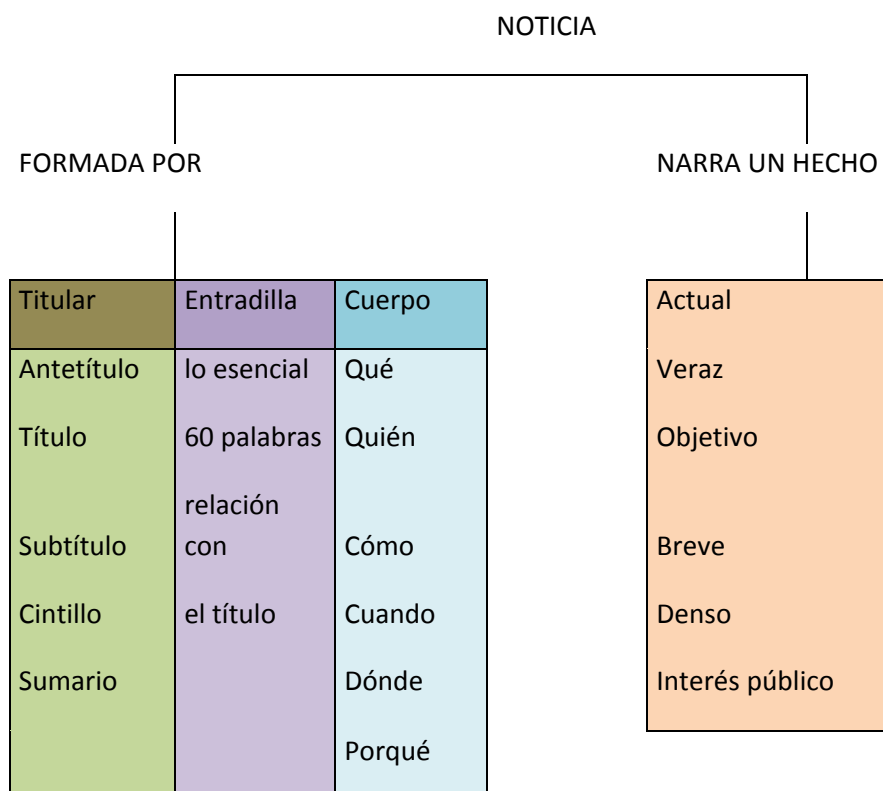 NOTICIA
FORMADA POR
NARRA UN HECHO
Titular
Antetítulo
Título
Subtítulo
Cintillo
Sumario
Entradilla
lo esencial
60 palabras
relación
con
el título
Cuerpo
Qué
Quién
Cómo
Cuando
Dónde
Porqué
Actual
Veraz
Objetivo
Breve
Denso
Interés público